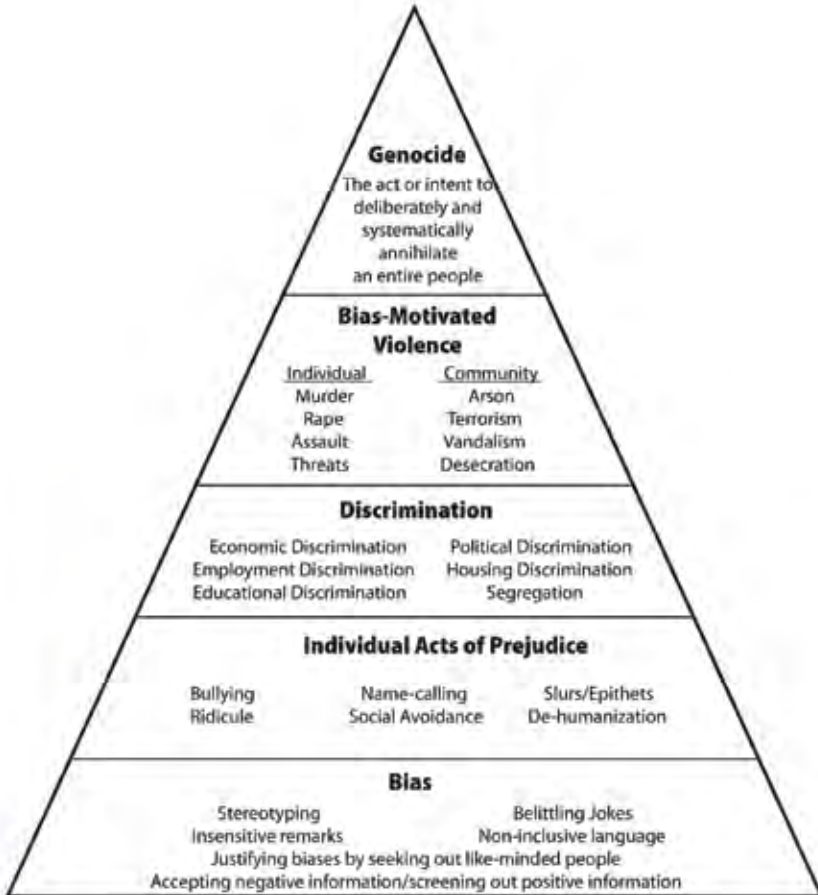 Genocide
The act or intent to
deliberately and
systematically
annihilate
an entire people
Bias-Motivated
Violence
Individual Community
Murder Arson
Rape Terrorism
Assault Vandalism
Threats Desecration
Discrimination
Economic Discrimination Political Discrimination
Employment Discrimination Housing Discrimination
Educational Discrimination Segregation
Individual Acts of Prejudice
Bullying Name-calling Slurs/Epithets
Ridicule Social Avoidance De-humanization
Bias
Stereotyping Belittling Jokes
Insensitive remarks Non-inclusive language
Justifying biases by seeking out like-minded people
Accepting negative information/screening out positive information